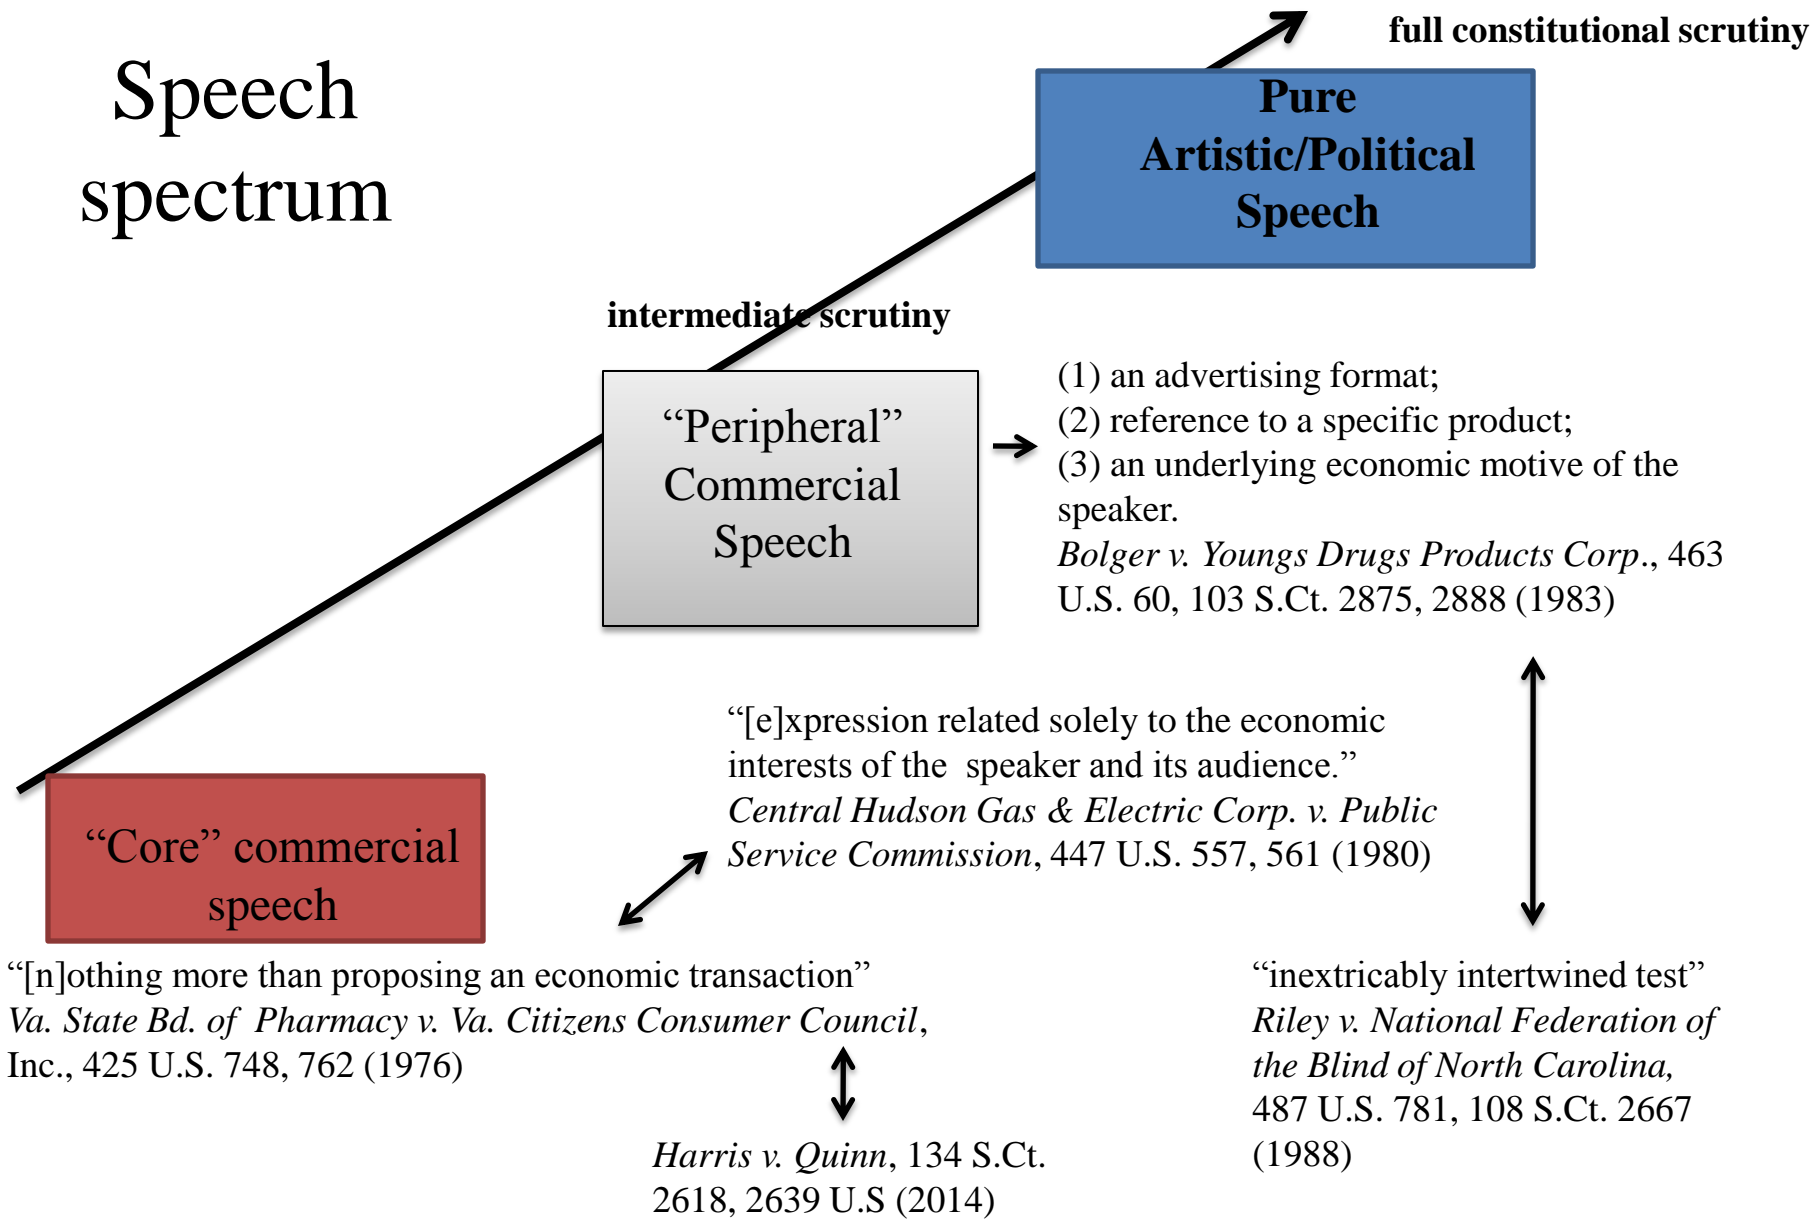 Speech
spectrum
full constitutional scrutiny
Pure
Artistic/Political
Speech
intermediate scrutiny
“Peripheral”
Commercial
Speech
(1) an advertising format;
(2) reference to a specific product;
(3) an underlying economic motive of the
speaker.
Bolger v. Youngs Drugs Products Corp., 463
U.S. 60, 103 S.Ct. 2875, 2888 (1983)
“[e]xpression related solely to the economic
interests of the speaker and its audience.”
Central Hudson Gas & Electric Corp. v. Public
Service Commission, 447 U.S. 557, 561 (1980)
“Core” commercial
speech
“[n]othing more than proposing an economic transaction”
Va. State Bd. of Pharmacy v. Va. Citizens Consumer Council,
Inc., 425 U.S. 748, 762 (1976)
“inextricably intertwined test”
Riley v. National Federation of
the Blind of North Carolina,
487 U.S. 781, 108 S.Ct. 2667
(1988)
Harris v. Quinn, 134 S.Ct.
2618, 2639 U.S (2014)